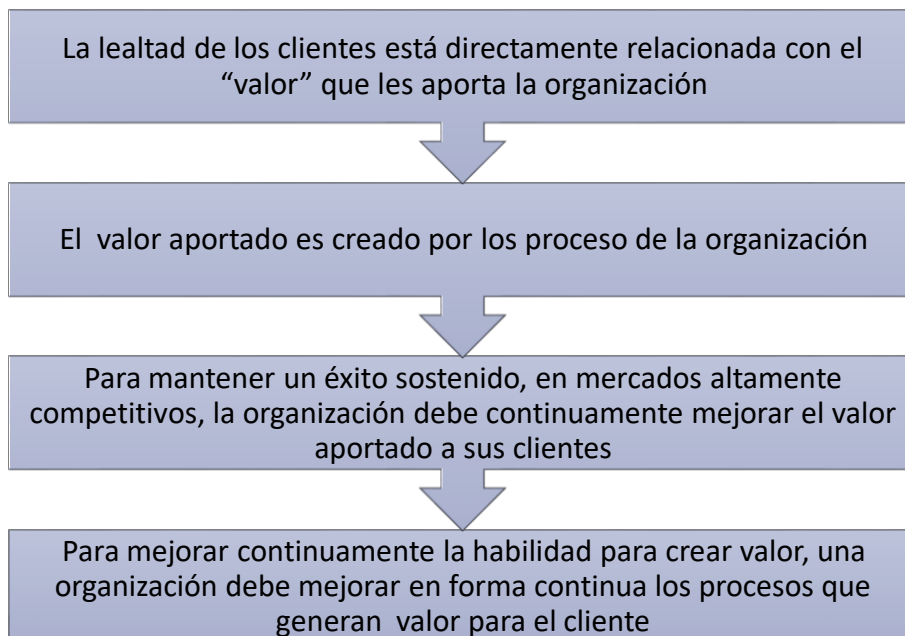 La lealtad de los clientes está directamente relacionada con el
“valor” que les aporta la organización
El  valor aportado es creado por los proceso de la organización
Para mantener un éxito sostenido, en mercados altamente
competitivos, la organización debe continuamente mejorar el valor
aportado a sus clientes
Para mejorar continuamente la habilidad para crear valor, una
organización debe mejorar en forma continua los procesos que
generan  valor para el cliente